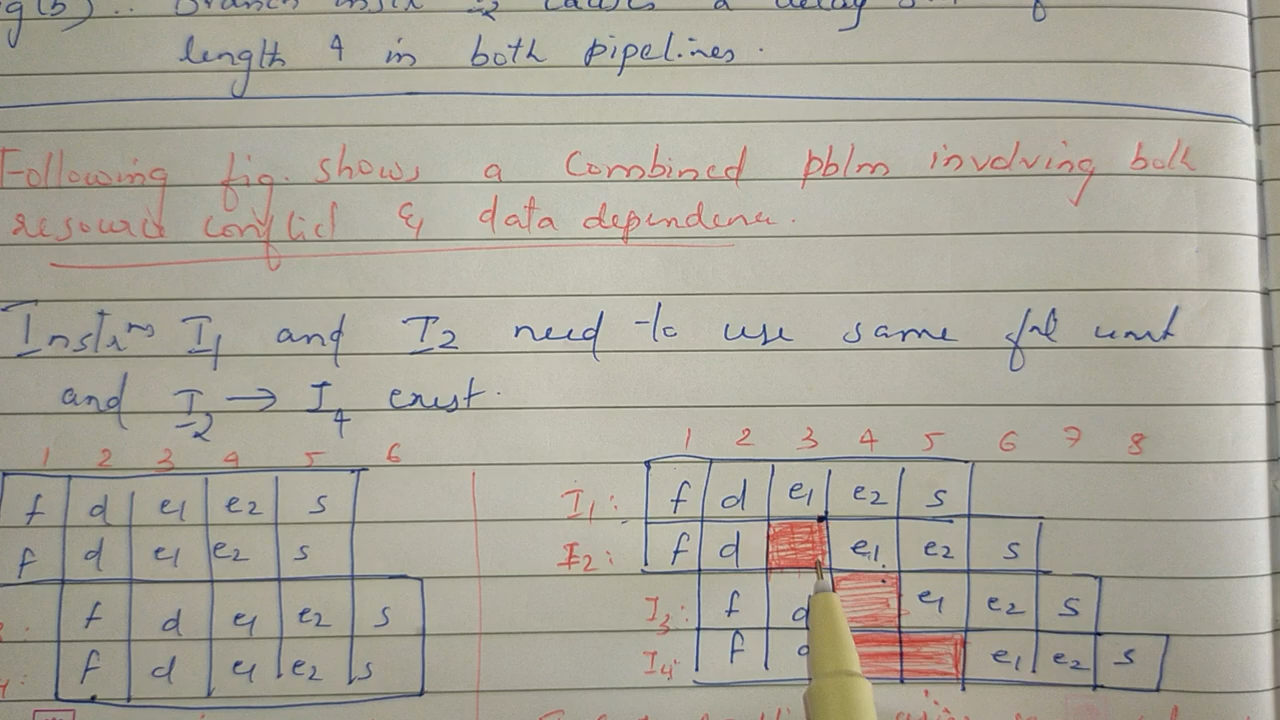 length 4 in both pipelines.
Following fig. shows a Combined pblm involving both
resource conflict & data dependence.
Instrns I1 and I2 need to use same fnl unit
and I2 → I4 exist.
1 2 3 4 5 6
f d e1 e2 s
f d e1 e2 s
f d e1 e2 s
f d e1 e2 s
1 2 3 4 5 6 7 8
I1: f d e1 e2 s
I2: f d e1 e2 s
I3: f d e1 e2 s
I4: f d e1 e2 s